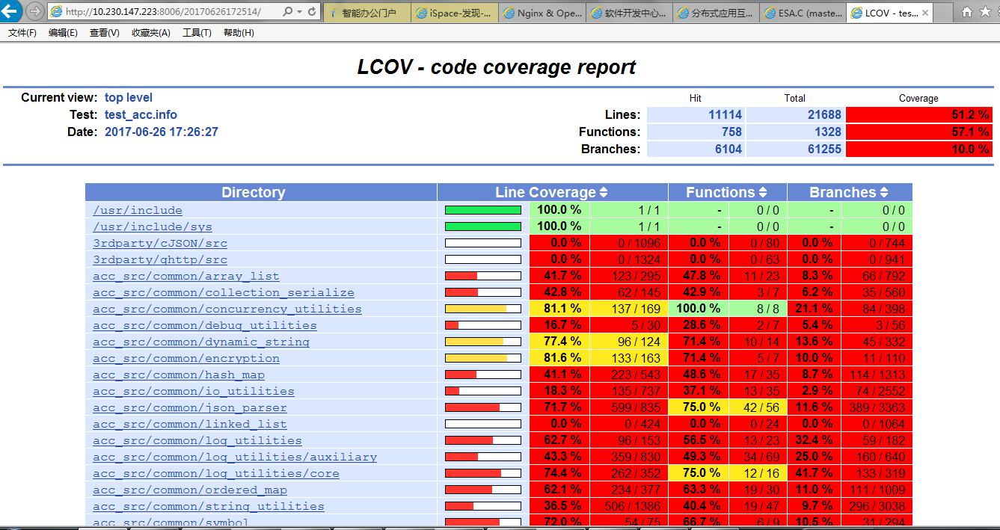 http://10.230.147.223:8006/20170626172514/ 智能办公门户 iSpace-发现-... Nginx & Ope... 软件开发中心... 分布式应用互... ESA.C (maste... LCOV - tes...
文件(F) 编辑(E) 查看(V) 收藏夹(A) 工具(T) 帮助(H)
LCOV - code coverage report
Current view: top level Hit Total Coverage
Test: test_acc.info Lines: 11114 21688 51.2 %
Date: 2017-06-26 17:26:27 Functions: 758 1328 57.1 %
Branches: 6104 61255 10.0 %
Directory Line Coverage Functions Branches
/usr/include 100.0 % 1 / 1 - 0 / 0 - 0 / 0
/usr/include/sys 100.0 % 1 / 1 - 0 / 0 - 0 / 0
3rdparty/cJSON/src 0.0 % 0 / 1096 0.0 % 0 / 80 0.0 % 0 / 744
3rdparty/ghttp/src 0.0 % 0 / 1324 0.0 % 0 / 63 0.0 % 0 / 941
acc_src/common/array_list 41.7 % 123 / 295 47.8 % 11 / 23 8.3 % 66 / 792
acc_src/common/collection_serialize 42.8 % 62 / 145 42.9 % 3 / 7 6.2 % 35 / 560
acc_src/common/concurrency_utilities 81.1 % 137 / 169 100.0 % 8 / 8 21.1 % 84 / 398
acc_src/common/debug_utilities 16.7 % 5 / 30 28.6 % 2 / 7 5.4 % 3 / 56
acc_src/common/dynamic_string 77.4 % 96 / 124 71.4 % 10 / 14 13.6 % 45 / 332
acc_src/common/encryption 81.6 % 133 / 163 71.4 % 5 / 7 10.0 % 11 / 110
acc_src/common/hash_map 41.1 % 223 / 543 48.6 % 17 / 35 8.7 % 114 / 1313
acc_src/common/io_utilities 18.3 % 135 / 737 37.1 % 13 / 35 2.9 % 74 / 2552
acc_src/common/json_parser 71.7 % 599 / 835 75.0 % 42 / 56 11.6 % 389 / 3363
acc_src/common/linked_list 0.0 % 0 / 424 0.0 % 0 / 24 0.0 % 0 / 1064
acc_src/common/log_utilities 62.7 % 96 / 153 56.5 % 13 / 23 32.4 % 59 / 182
acc_src/common/log_utilities/auxiliary 43.3 % 359 / 830 49.3 % 34 / 69 25.0 % 160 / 640
acc_src/common/log_utilities/core 74.4 % 262 / 352 75.0 % 12 / 16 41.7 % 133 / 319
acc_src/common/ordered_map 62.1 % 234 / 377 63.3 % 19 / 30 11.0 % 111 / 1009
acc_src/common/string_utilities 36.5 % 506 / 1386 40.4 % 19 / 47 9.7 % 296 / 3038
acc_src/common/symbol 72.0 % 54 / 75 66.7 % 6 / 9 10.5 % 31 / 294